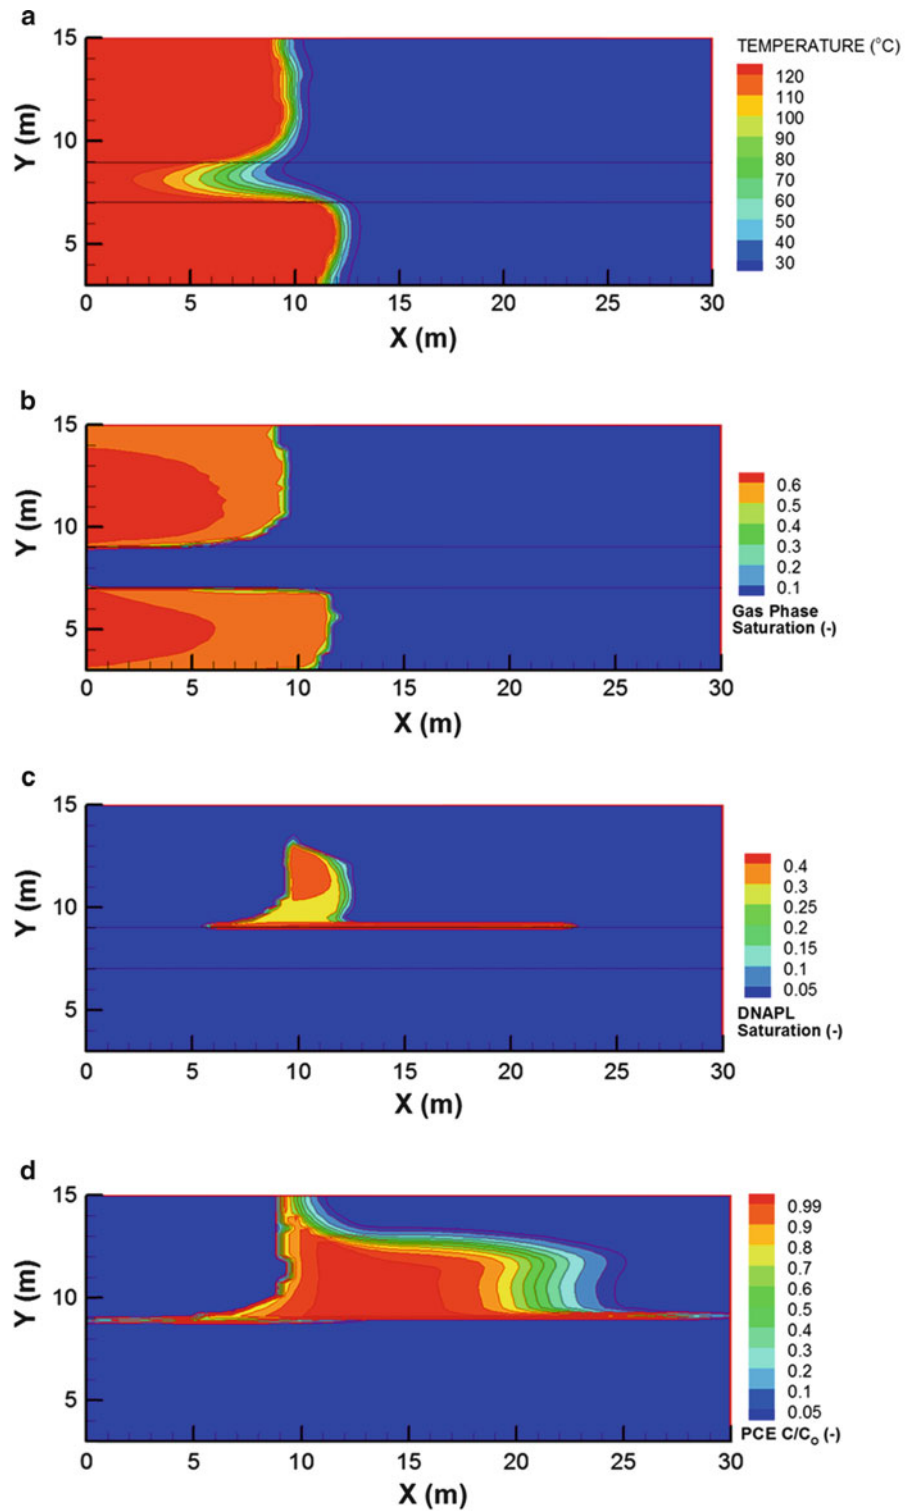 a
TEMPERATURE (°C)
15
10
5
Y (m)
0 5 10 15 20 25 30
X (m)
120
110
100
90
80
70
60
50
40
30
b
15
10
5
Y (m)
0 5 10 15 20 25 30
X (m)
0.6
0.5
0.4
0.3
0.2
0.1
Gas Phase
Saturation (-)
c
15
10
5
Y (m)
0 5 10 15 20 25 30
X (m)
0.4
0.3
0.25
0.2
0.15
0.1
0.05
DNAPL
Saturation (-)
d
15
10
5
Y (m)
0 5 10 15 20 25 30
X (m)
0.99
0.9
0.8
0.7
0.6
0.5
0.4
0.3
0.2
0.1
0.05
PCE C/Co (-)